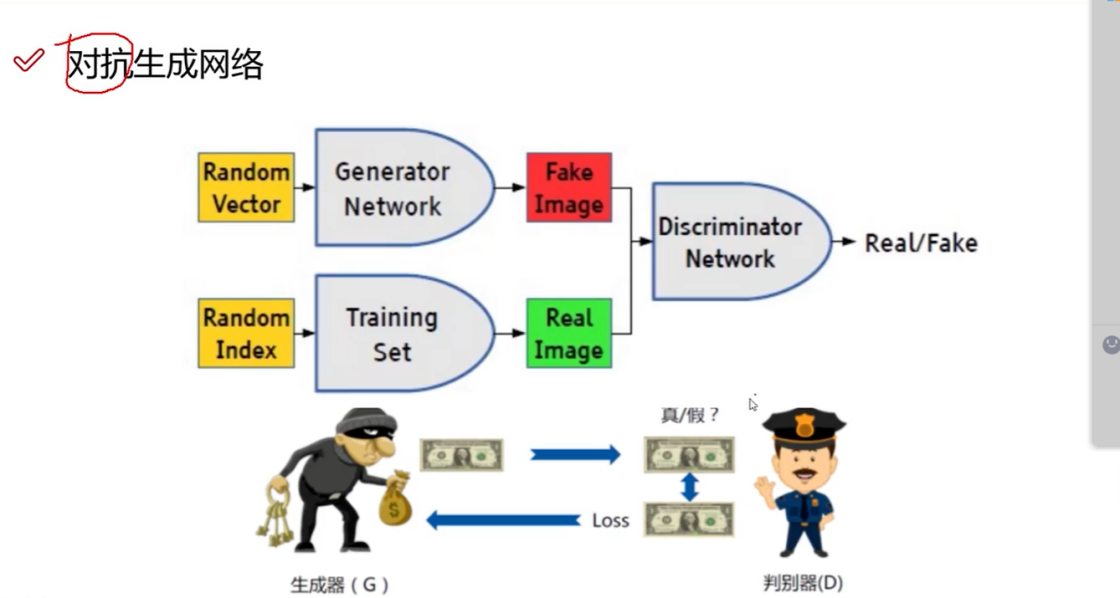 对抗生成网络
Random
Vector
Generator
Network
Fake
Image
Discriminator
Network
Real/Fake
Random
Index
Training
Set
Real
Image
真/假？
Loss
生成器（G）
判别器(D)
$